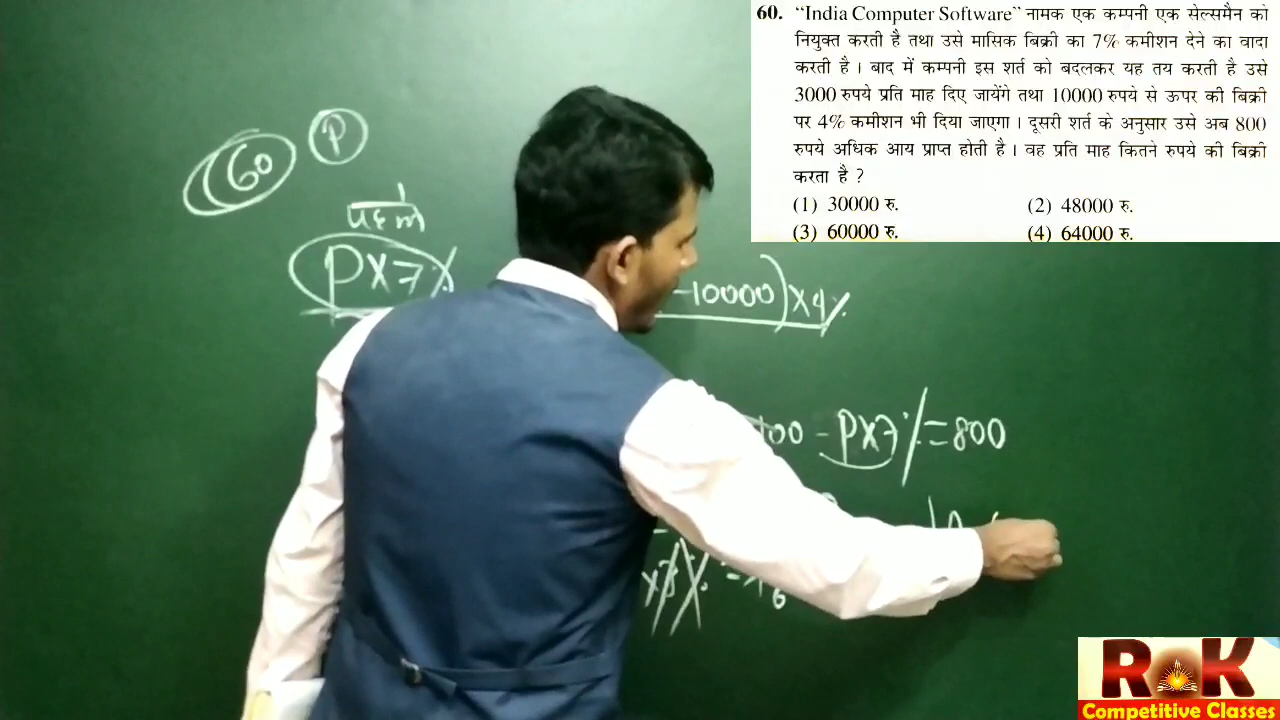 60. "India Computer Software" नामक एक कम्पनी एक सेल्समैन को
नियुक्त करती है तथा उसे मासिक बिक्री का 7% कमीशन देने का वादा
करती है । बाद में कम्पनी इस शर्त को बदलकर यह तय करती है उसे
3000 रुपये प्रति माह दिए जायेंगे तथा 10000 रुपये से ऊपर की बिक्री
पर 4% कमीशन भी दिया जाएगा । दूसरी शर्त के अनुसार उसे अब 800
रुपये अधिक आय प्राप्त होती है । वह प्रति माह कितने रुपये की बिक्री
करता है ?
(1) 30000 रु. (2) 48000 रु.
(3) 60000 रु. (4) 64000 रु.
60 P
P×7%
-10000)×4%
- P×7% = 800
R K
Competitive Classes